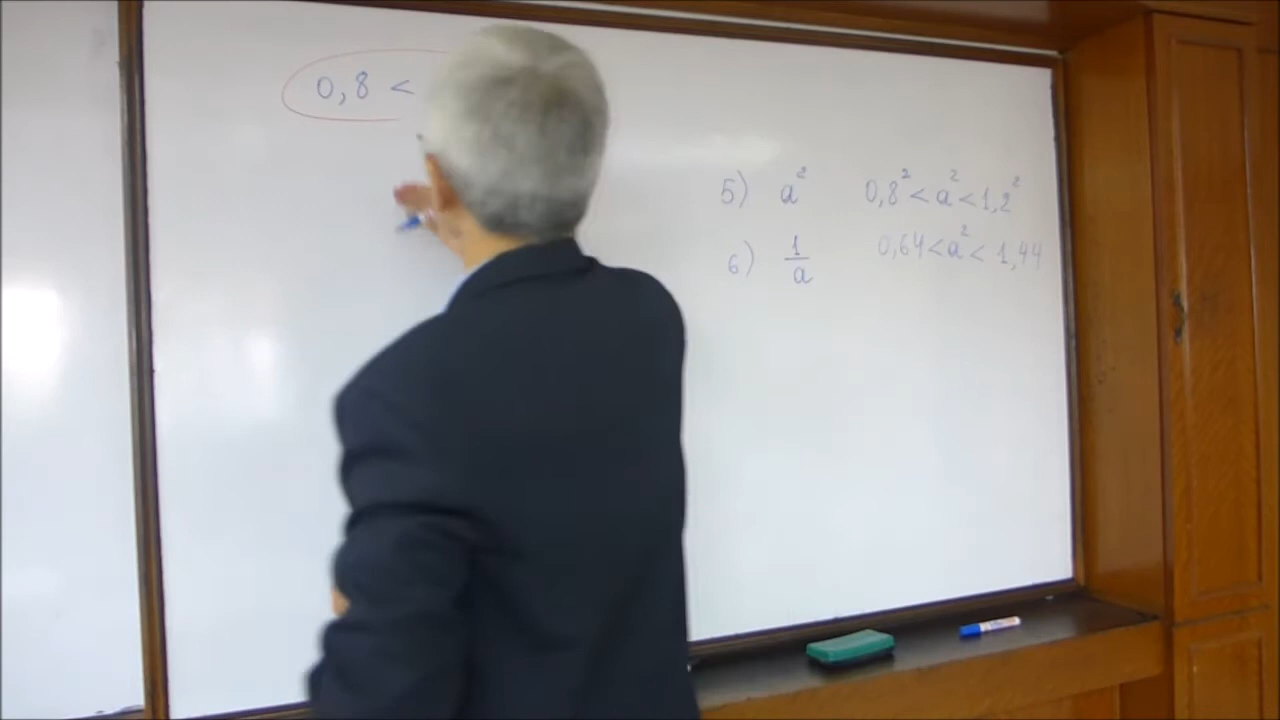 0,8 <
5) a² 0,8² < a² < 1,2²
6) 1/a 0,64 < a² < 1,44